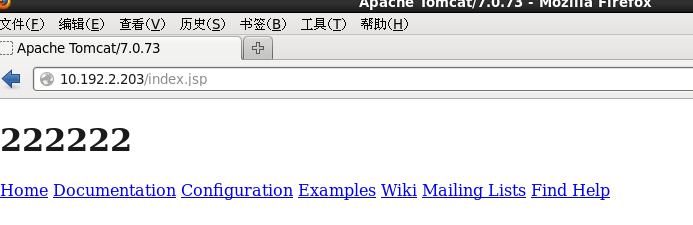 Apache Tomcat/7.0.73 - Mozilla Firefox
文件(F) 编辑(E) 查看(V) 历史(S) 书签(B) 工具(T) 帮助(H)
Apache Tomcat/7.0.73
10.192.2.203/index.jsp
222222
Home Documentation Configuration Examples Wiki Mailing Lists Find Help